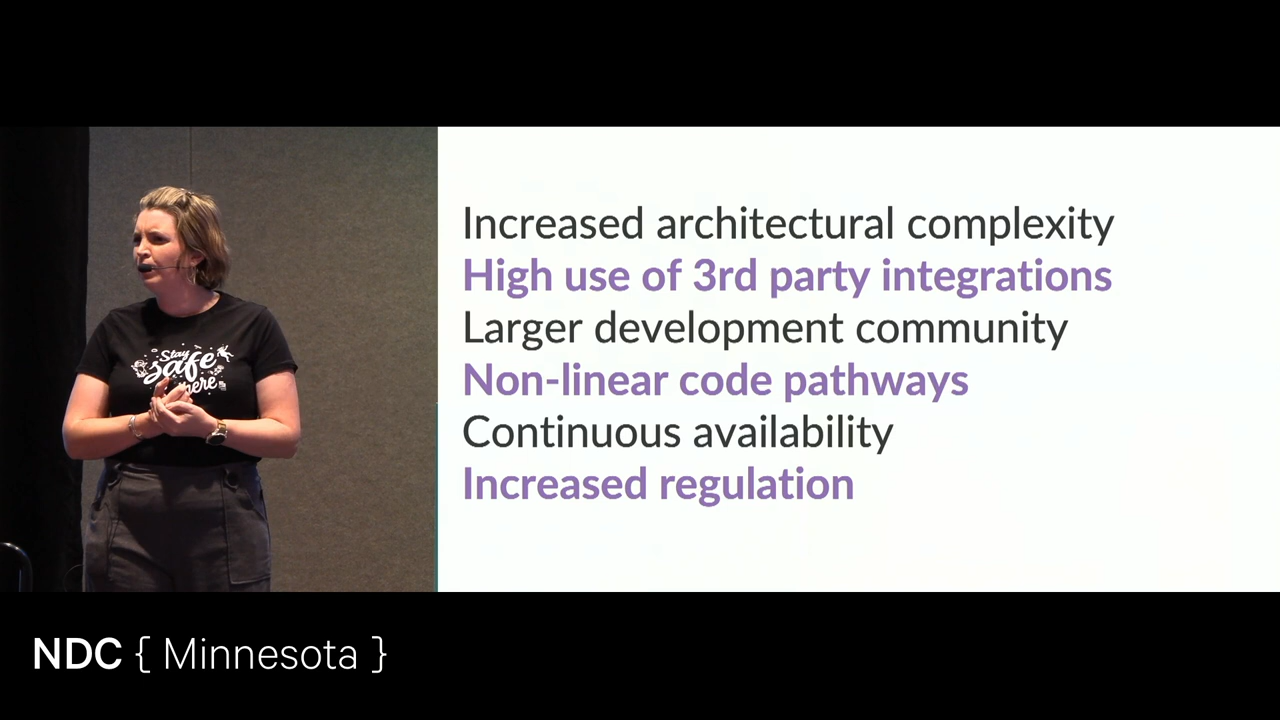 Stay
safe
Increased architectural complexity
High use of 3rd party integrations
Larger development community
Non-linear code pathways
Continuous availability
Increased regulation
NDC { Minnesota }